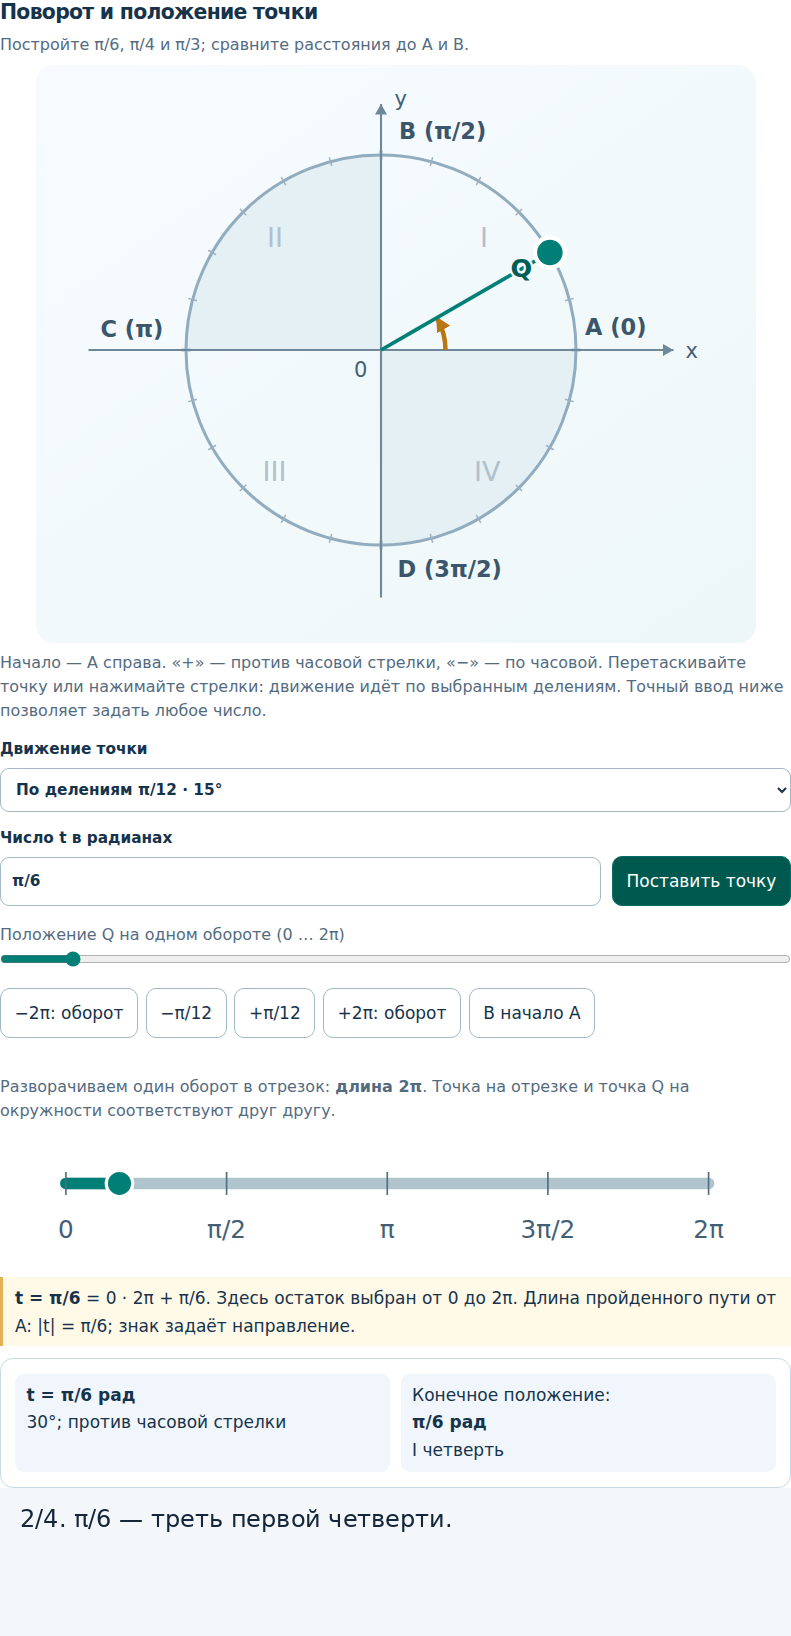 Поворот и положение точки
Постройте π/6, π/4 и π/3; сравните расстояния до A и B.
y
B (π/2)
II
I
Q
C (π)
A (0)
x
0
III
IV
D (3π/2)
Начало — A справа. «+» — против часовой стрелки, «−» — по часовой. Перетаскивайте
точку или нажимайте стрелки: движение идёт по выбранным делениям. Точный ввод ниже
позволяет задать любое число.
Движение точки
По делениям π/12 · 15°
Число t в радианах
π/6
Поставить точку
Положение Q на одном обороте (0 … 2π)
−2π: оборот
−π/12
+π/12
+2π: оборот
В начало A
Разворачиваем один оборот в отрезок: длина 2π. Точка на отрезке и точка Q на
окружности соответствуют друг другу.
0 π/2 π 3π/2 2π
t = π/6 = 0 · 2π + π/6. Здесь остаток выбран от 0 до 2π. Длина пройденного пути от
A: |t| = π/6; знак задаёт направление.
t = π/6 рад
30°; против часовой стрелки
Конечное положение:
π/6 рад
I четверть
2/4. π/6 — треть первой четверти.